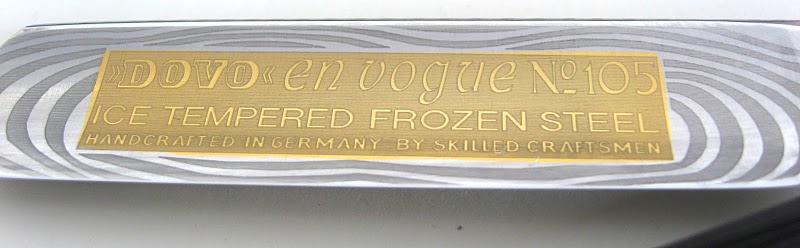 »DOVO« en vogue Nº105
ICE TEMPERED FROZEN STEEL
HANDCRAFTED IN GERMANY BY SKILLED CRAFTSMEN